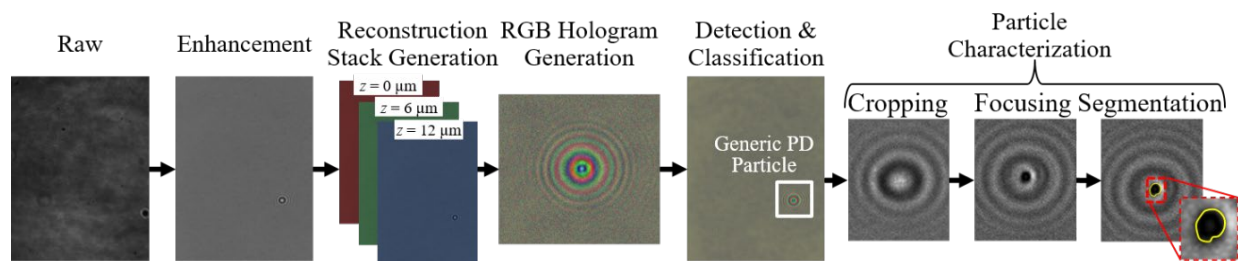 Raw
Enhancement
Reconstruction
Stack Generation
z = 0 μm
z = 6 μm
z = 12 μm
RGB Hologram
Generation
Detection &
Classification
Generic PD
Particle
Particle
Characterization
Cropping
Focusing
Segmentation